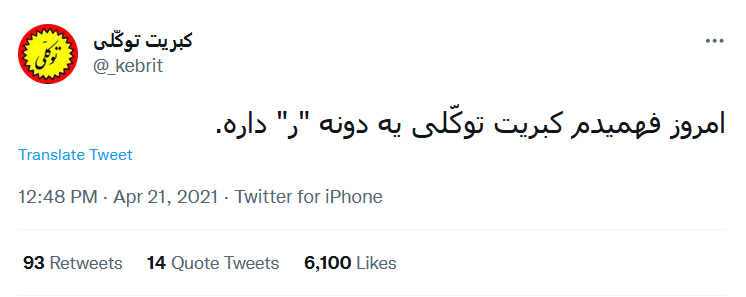 توکلی
کبریت توکّلی
@_kebrit
امروز فهمیدم کبریت توکّلی یه دونه "ر" داره.
Translate Tweet
12:48 PM · Apr 21, 2021 · Twitter for iPhone
93 Retweets 14 Quote Tweets 6,100 Likes